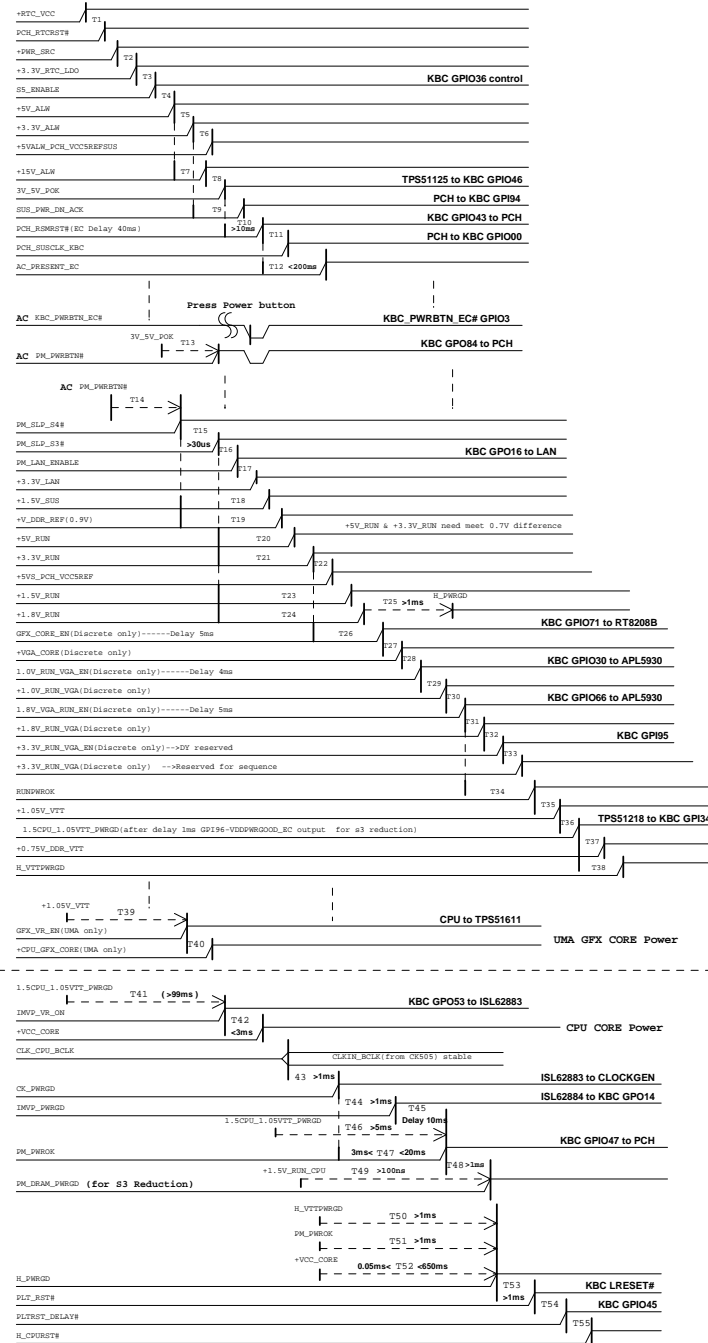 +RTC_VCC
T1
PCH_RTCRST#
+PWR_SRC
T2
+3.3V_RTC_LDO
T3
KBC GPIO36 control
S5_ENABLE
T4
+5V_ALW
T5
+3.3V_ALW
T6
+5VALW_PCH_VCC5REFSUS
+15V_ALW
T7
T8
TPS51125 to KBC GPIO46
3V_5V_POK
PCH to KBC GPI94
SUS_PWR_DN_ACK
T9
T10
KBC GPIO43 to PCH
PCH_RSMRST#(EC Delay 40ms)
>10ms
T11
PCH to KBC GPIO00
PCH_SUSCLK_KBC
AC_PRESENT_EC
T12 <200ms
Press Power button
AC KBC_PWRBTN_EC#
KBC_PWRBTN_EC# GPIO3
3V_5V_POK
T13
KBC GPO84 to PCH
AC PM_PWRBTN#
AC PM_PWRBTN#
T14
PM_SLP_S4#
T15
PM_SLP_S3#
>30us
T16
KBC GPO16 to LAN
PM_LAN_ENABLE
T17
+3.3V_LAN
+1.5V_SUS
T18
+V_DDR_REF(0.9V)
T19
+5V_RUN & +3.3V_RUN need meet 0.7V difference
+5V_RUN
T20
+3.3V_RUN
T21
T22
+5VS_PCH_VCC5REF
+1.5V_RUN
T23
T25 >1ms
H_PWRGD
+1.8V_RUN
T24
KBC GPIO71 to RT8208B
GFX_CORE_EN(Discrete only)------Delay 5ms
T26
T27
+VGA_CORE(Discrete only)
T28
KBC GPIO30 to APL5930
1.0V_RUN_VGA_EN(Discrete only)------Delay 4ms
T29
+1.0V_RUN_VGA(Discrete only)
T30
KBC GPIO66 to APL5930
1.8V_VGA_RUN_EN(Discrete only)------Delay 5ms
T31
+1.8V_RUN_VGA(Discrete only)
T32
KBC GPI95
+3.3V_RUN_VGA_EN(Discrete only)-->DY reserved
T33
+3.3V_RUN_VGA(Discrete only) -->Reserved for sequence
RUNPWROK
T34
+1.05V_VTT
T35
T36
TPS51218 to KBC GPI34
1.5CPU_1.05VTT_PWRGD(after delay 1ms GPI96-VDDPWRGOOD_EC output for s3 reduction)
T37
+0.75V_DDR_VTT
H_VTTPWRGD
T38
+1.05V_VTT
T39
CPU to TPS51611
GFX_VR_EN(UMA only)
T40
+CPU_GFX_CORE(UMA only)
UMA GFX CORE Power
1.5CPU_1.05VTT_PWRGD
T41 (>99ms)
KBC GPO53 to ISL62883
IMVP_VR_ON
T42
+VCC_CORE
<3ms
CPU CORE Power
CLK_CPU_BCLK
CLKIN_BCLK(from CK505) stable
43 >1ms
ISL62883 to CLOCKGEN
CK_PWRGD
T44 >1ms
ISL62884 to KBC GPO14
IMVP_PWRGD
T45
1.5CPU_1.05VTT_PWRGD
Delay 10ms
T46 >5ms
KBC GPIO47 to PCH
PM_PWROK
3ms< T47 <20ms
T48 >1ms
+1.5V_RUN_CPU
T49 >100ns
PM_DRAM_PWRGD (for S3 Reduction)
H_VTTPWRGD
T50 >1ms
PM_PWROK
T51 >1ms
+VCC_CORE
0.05ms< T52 <650ms
H_PWRGD
T53
KBC LRESET#
PLT_RST#
>1ms
T54
KBC GPIO45
PLTRST_DELAY#
T55
H_CPURST#